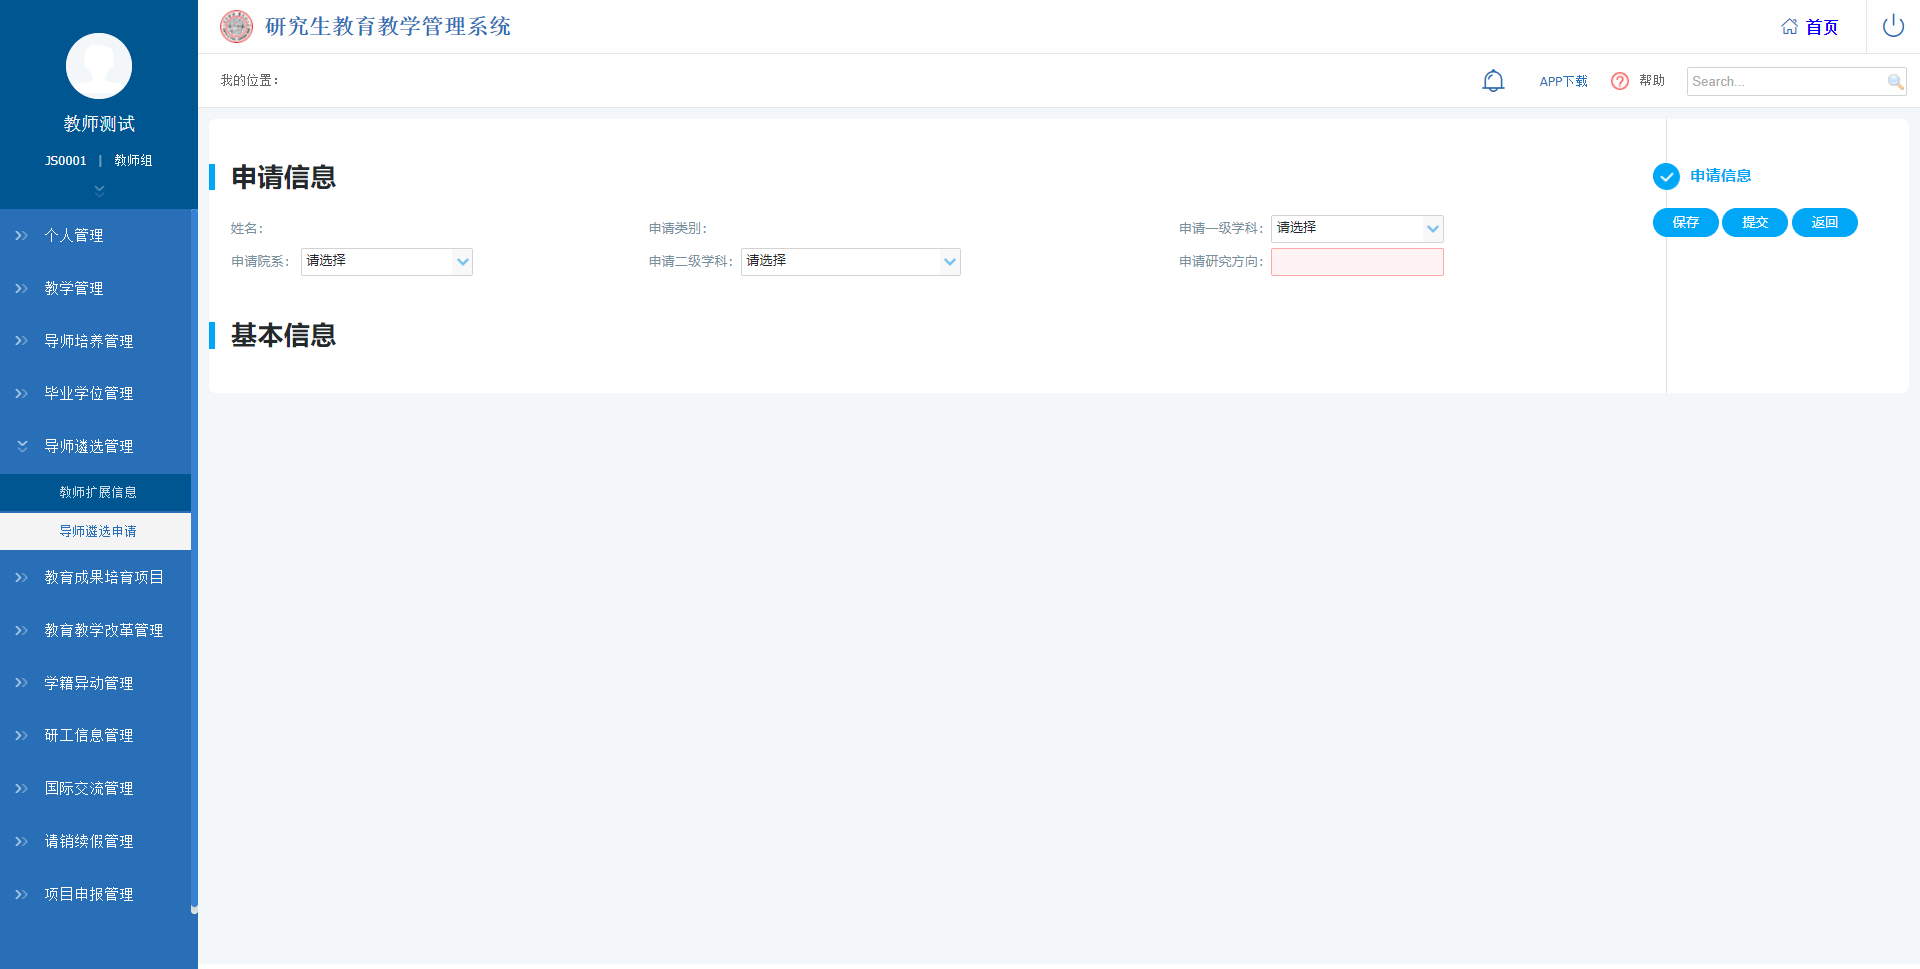 研究生教育教学管理系统
首页
教师测试
JS0001 | 教师组
我的位置：
APP下载
帮助
Search...
个人管理
教学管理
导师培养管理
毕业学位管理
导师遴选管理
教师扩展信息
导师遴选申请
教育成果培育项目
教育教学改革管理
学籍异动管理
研工信息管理
国际交流管理
请销续假管理
项目申报管理
申请信息
姓名：
申请类别：
申请一级学科： 请选择
申请院系： 请选择
申请二级学科： 请选择
申请研究方向：
基本信息
申请信息
保存 提交 返回